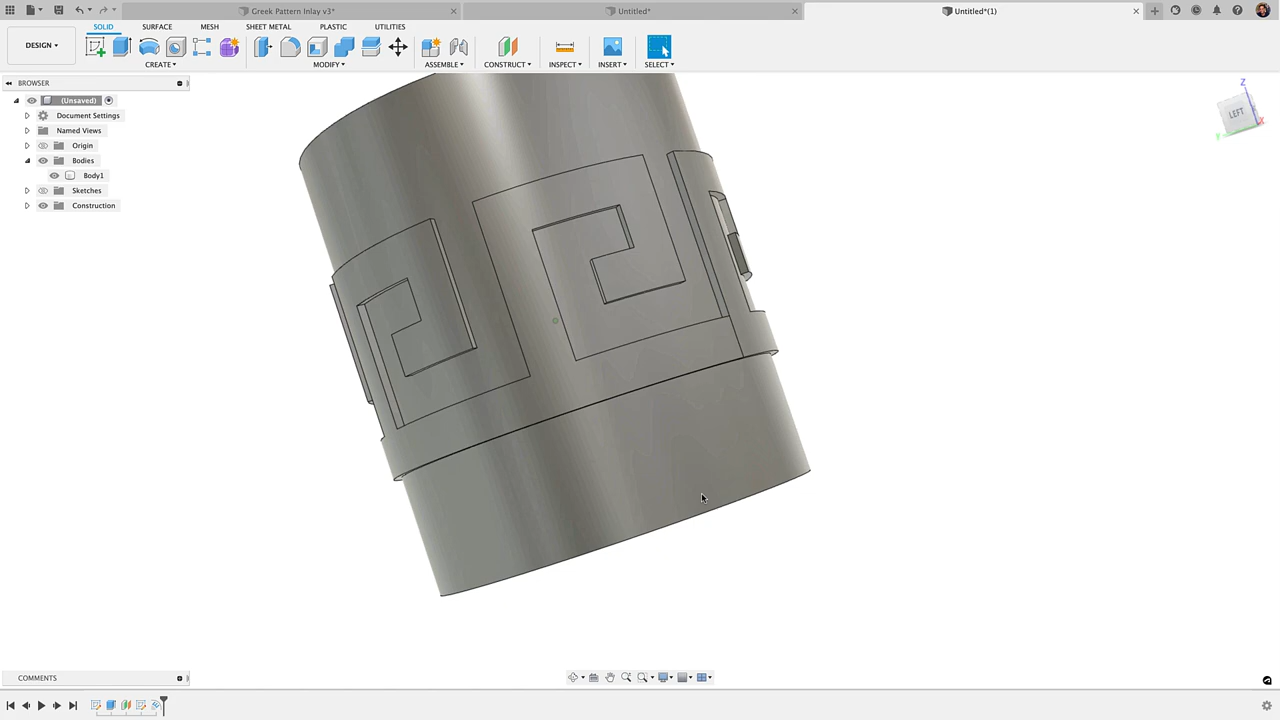 Greek Pattern Inlay v3*
Untitled*
Untitled*(1)
SOLID SURFACE MESH SHEET METAL PLASTIC UTILITIES
DESIGN
CREATE MODIFY ASSEMBLE CONSTRUCT INSPECT INSERT SELECT
BROWSER
(Unsaved)
Document Settings
Named Views
Origin
Bodies
Body1
Sketches
Construction
Z
LEFT
X
Y
COMMENTS